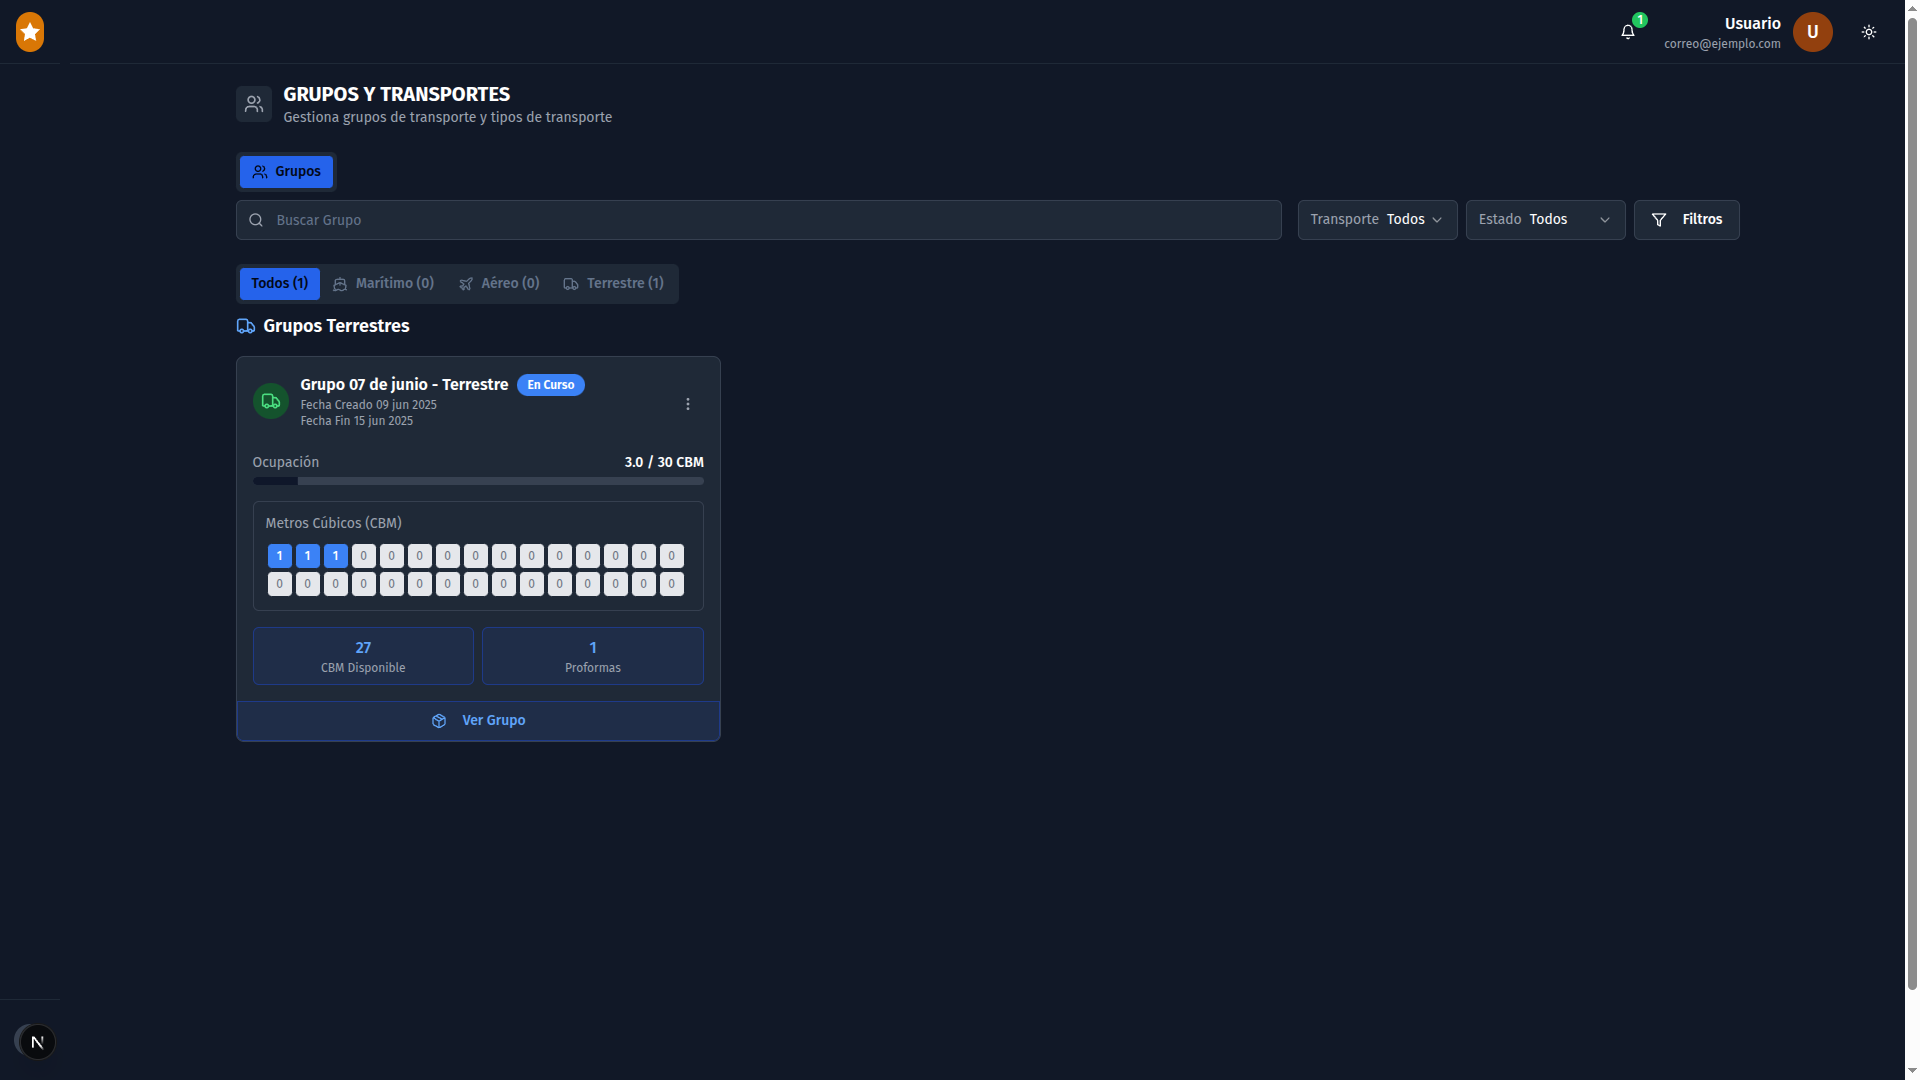 1
Usuario
correo@ejemplo.com
U
GRUPOS Y TRANSPORTES
Gestiona grupos de transporte y tipos de transporte
Grupos
Buscar Grupo
Transporte Todos
Estado Todos
Filtros
Todos (1)
Marítimo (0)
Aéreo (0)
Terrestre (1)
Grupos Terrestres
Grupo 07 de junio - Terrestre
En Curso
Fecha Creado 09 jun 2025
Fecha Fin 15 jun 2025
Ocupación
3.0 / 30 CBM
Metros Cúbicos (CBM)
1 1 1 0 0 0 0 0 0 0 0 0 0 0 0
0 0 0 0 0 0 0 0 0 0 0 0 0 0 0
27
CBM Disponible
1
Proformas
Ver Grupo
N